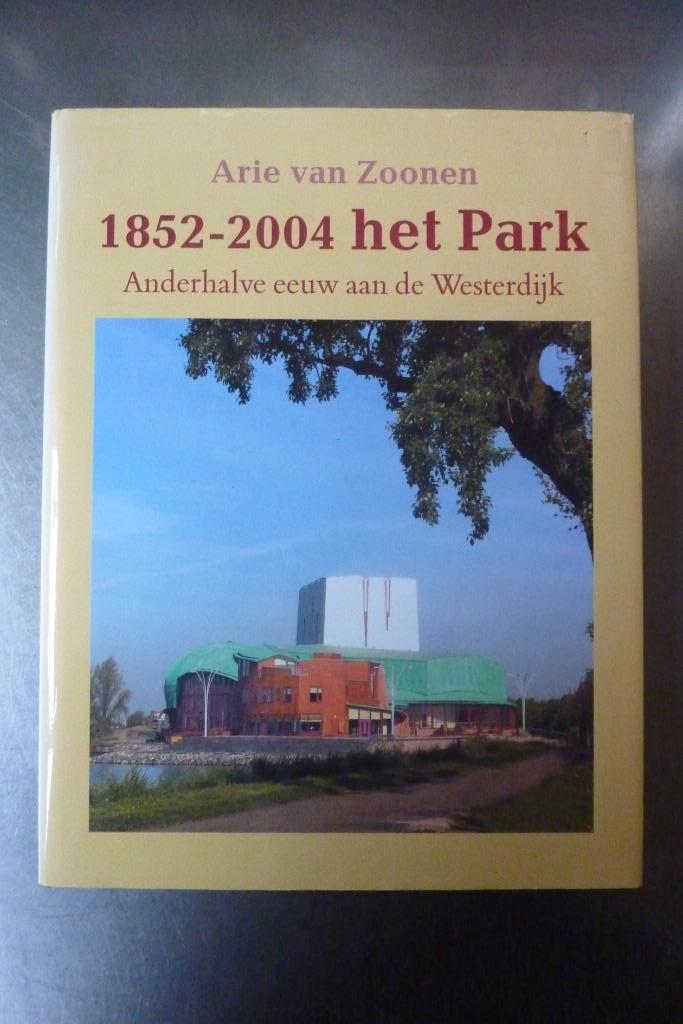 Arie van Zoonen
1852-2004 het Park
Anderhalve eeuw aan de Westerdijk